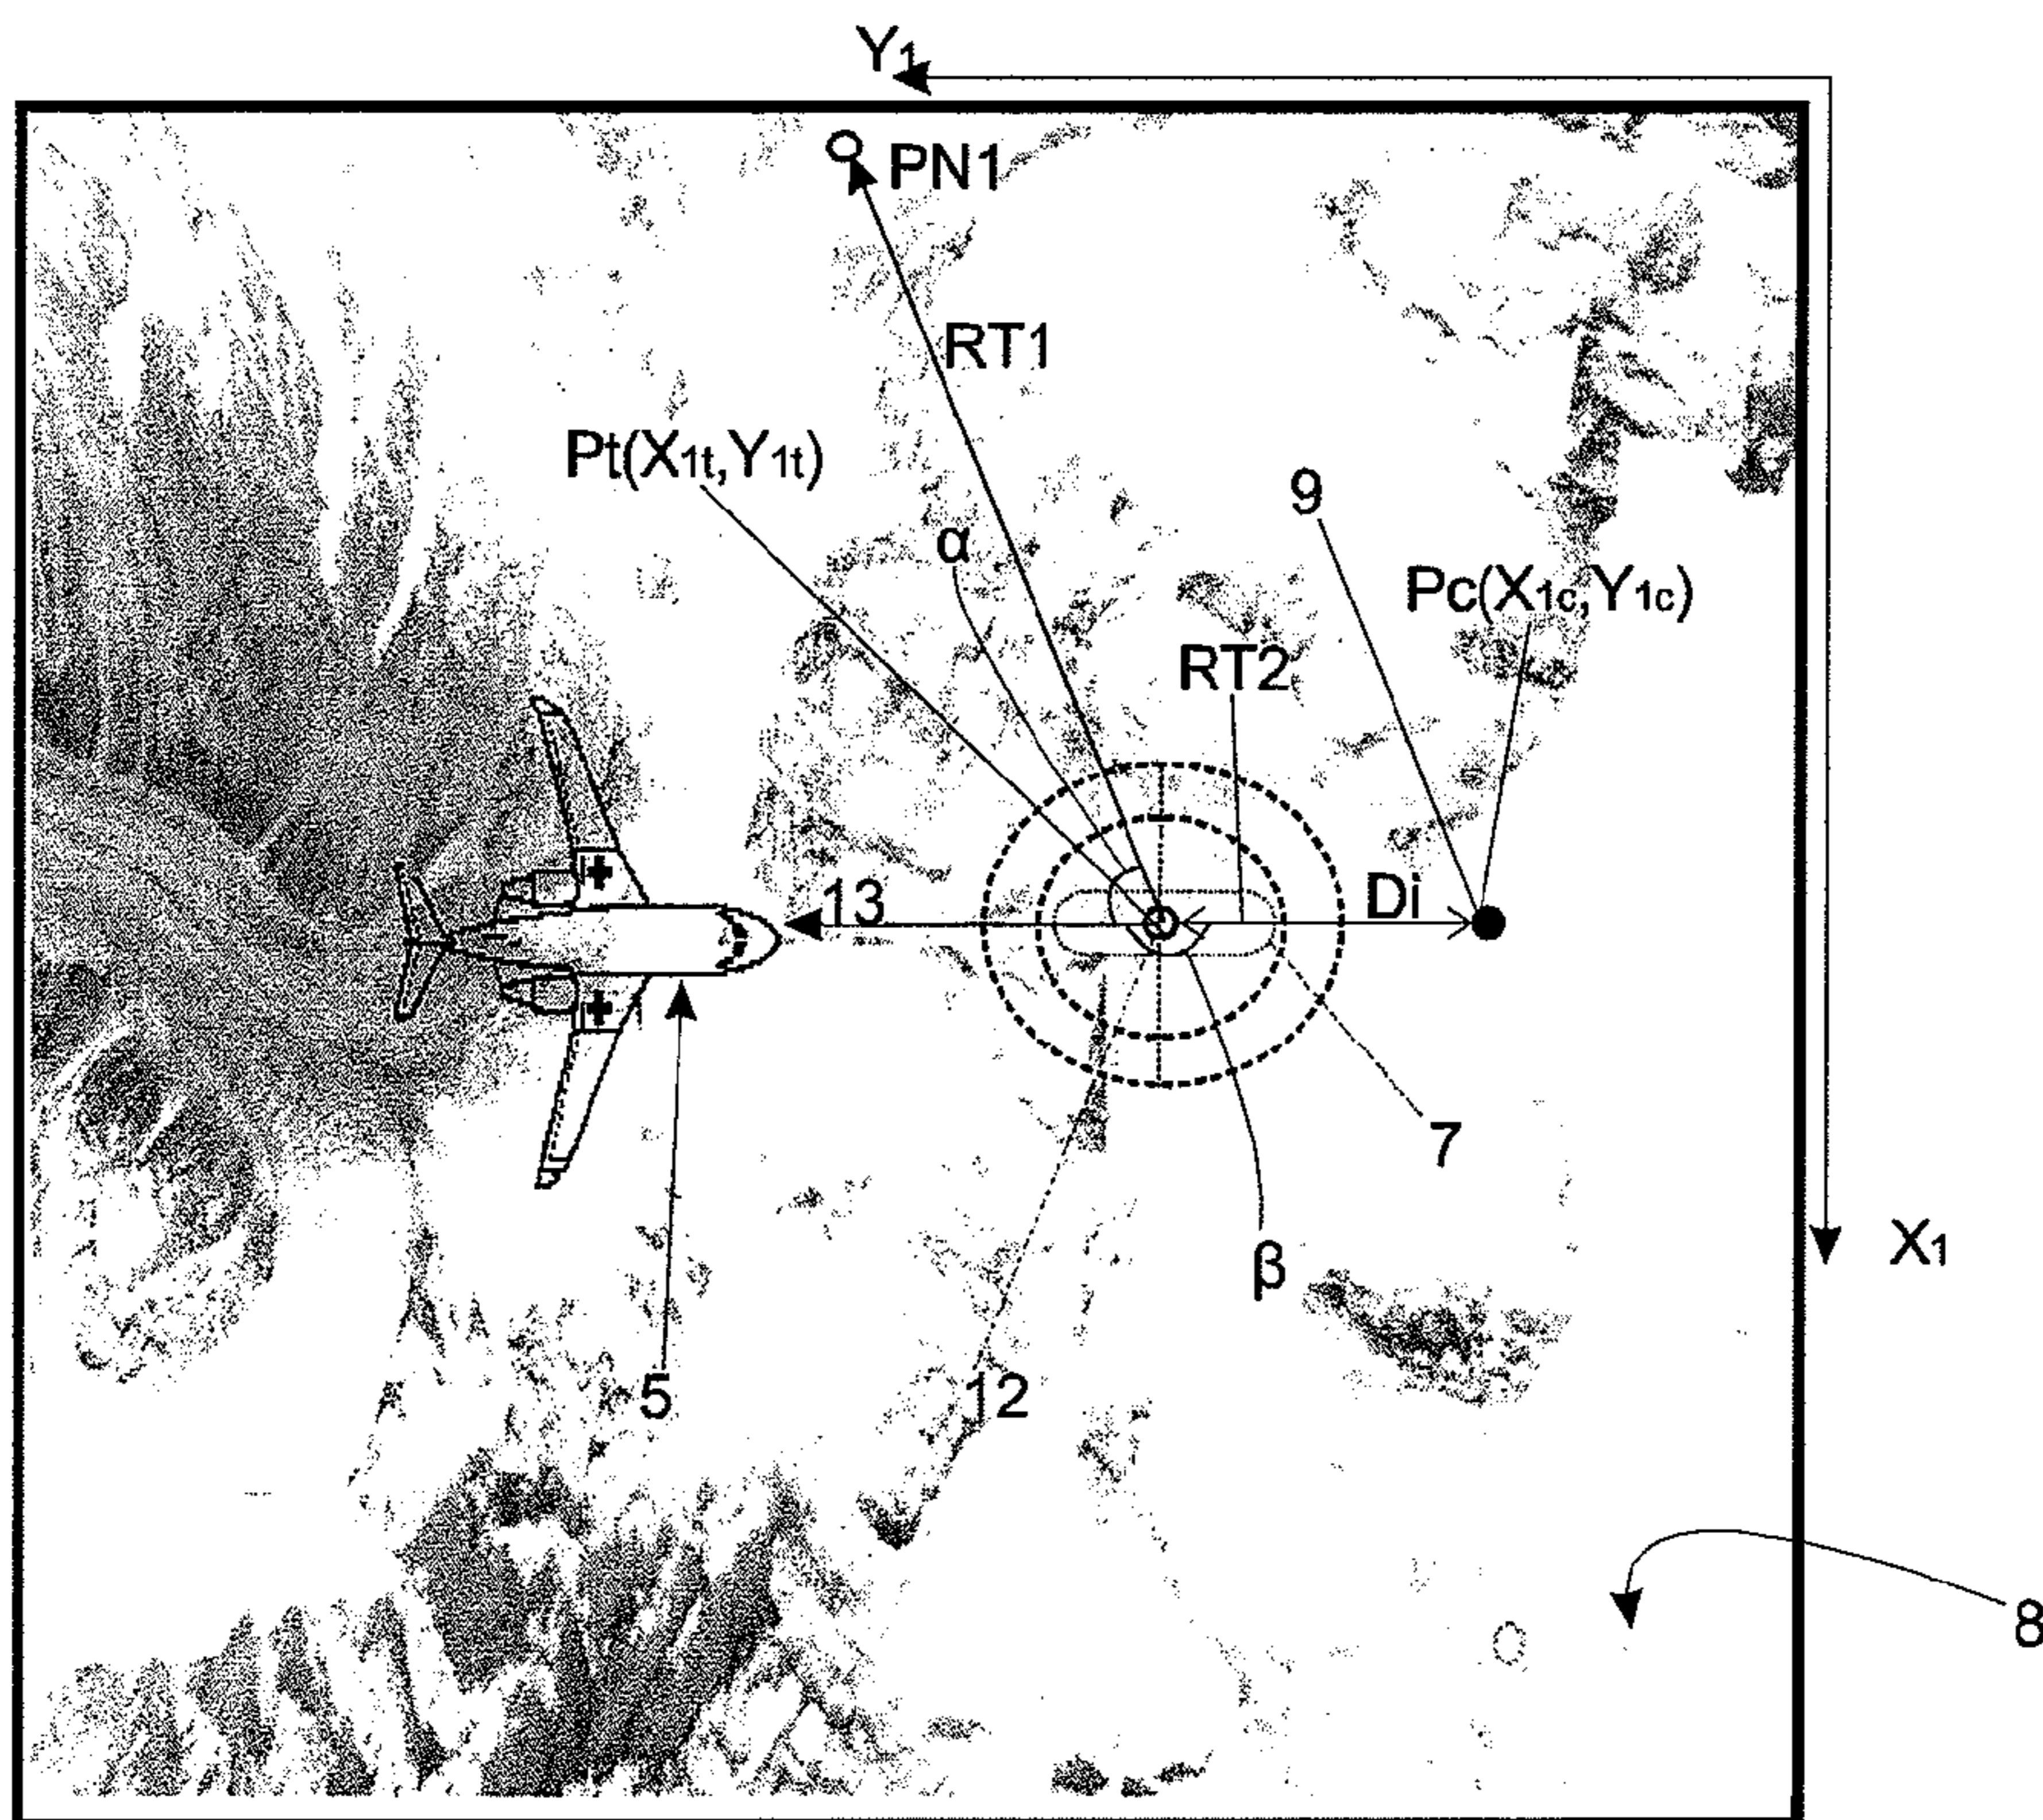 Y1
PN1
RT1
Pt(X1t,Y1t)
9
α
Pc(X1c,Y1c)
RT2
13
Di
7
X1
β
5
12
8